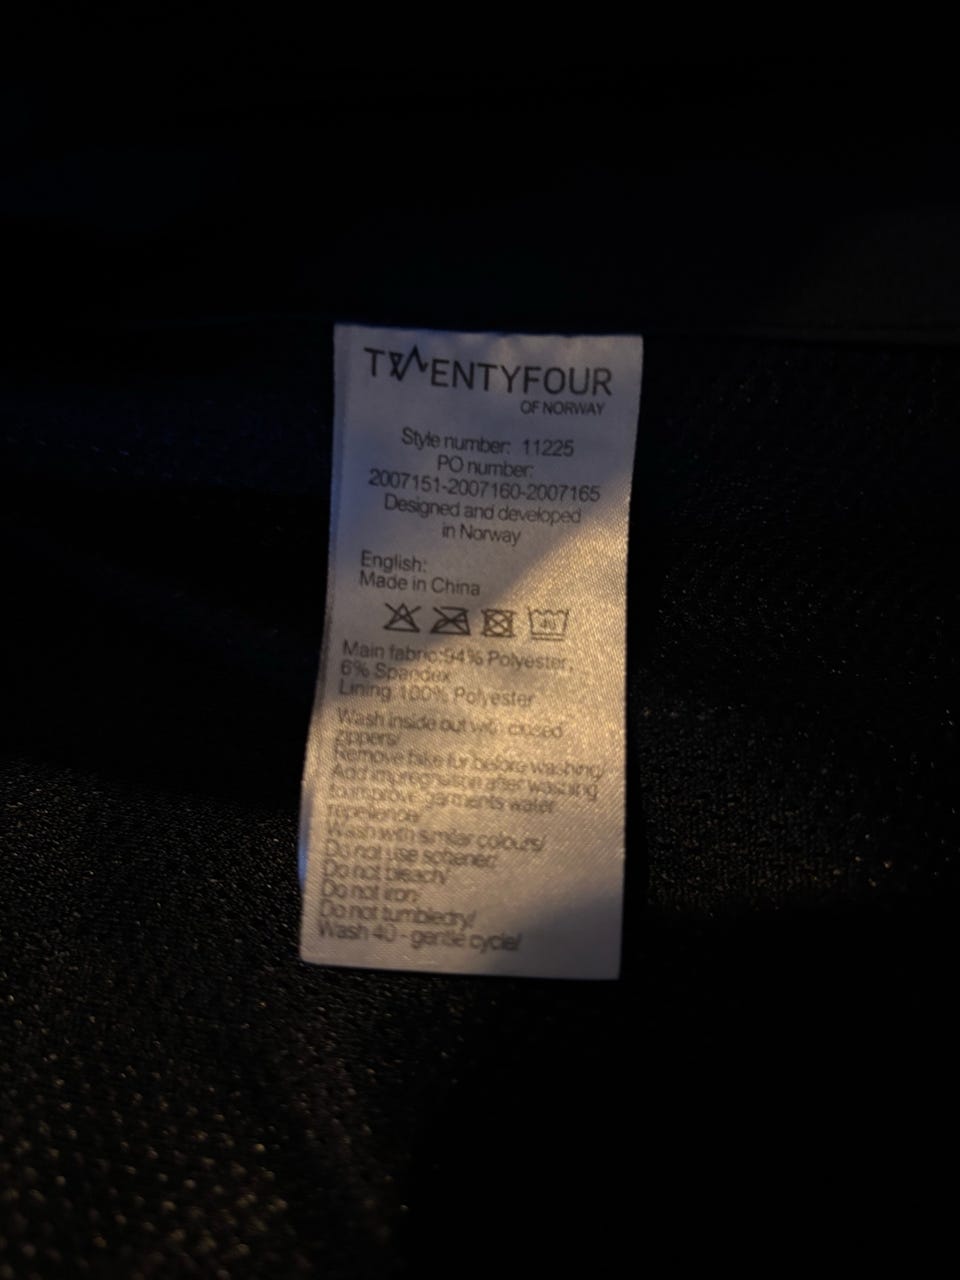 TWENTYFOUR
OF NORWAY
Style number: 11225
PO number:
2007151-2007160-2007165
Designed and developed
in Norway
English:
Made in China
40
Main fabric:94% Polyester,
6% Spandex
Lining: 100% Polyester
Wash inside out with closed
zippers/
Remove fake fur before washing/
Add impregnation after washing
garments water
Wash with similar colours/
Do not use softener/
Do not bleach/
Do not iron/
Do not tumbledry/
Wash 40 - gentle cycle/